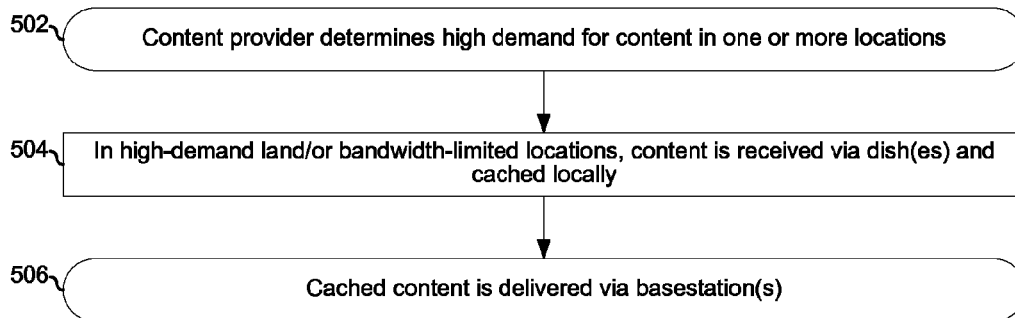 502
Content provider determines high demand for content in one or more locations
504
In high-demand land/or bandwidth-limited locations, content is received via dish(es) and
cached locally
506
Cached content is delivered via basestation(s)